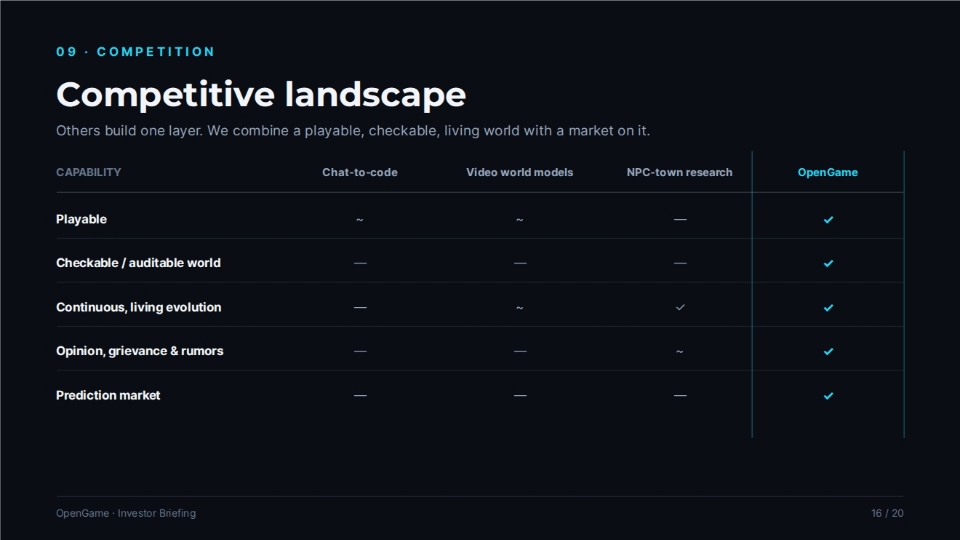 09 · COMPETITION
Competitive landscape
Others build one layer. We combine a playable, checkable, living world with a market on it.
CAPABILITY Chat-to-code Video world models NPC-town research OpenGame
Playable ~ ~ — ✓
Checkable / auditable world — — — ✓
Continuous, living evolution — ~ ✓ ✓
Opinion, grievance & rumors — — ~ ✓
Prediction market — — — ✓
OpenGame · Investor Briefing 16 / 20